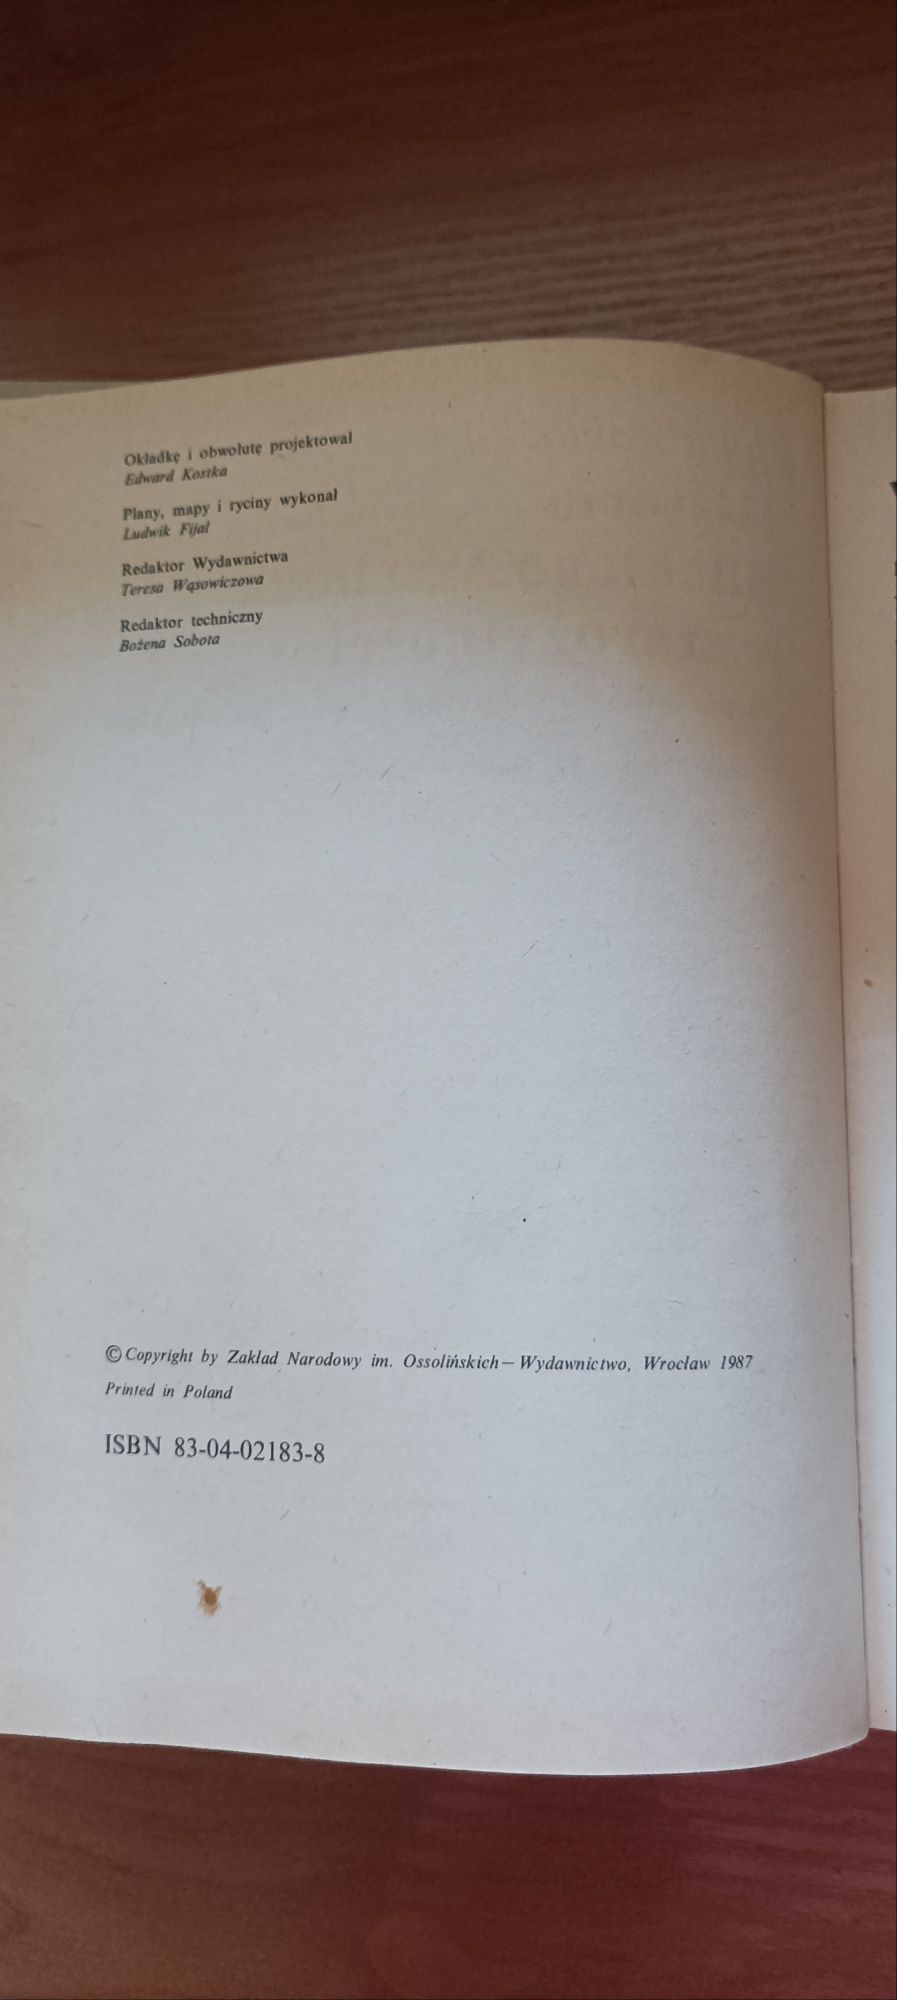 Okładkę i obwolutę projektował
Edward Kostka
Plany, mapy i ryciny wykonał
Ludwik Fijał
Redaktor Wydawnictwa
Teresa Wąsowiczowa
Redaktor techniczny
Bożena Sobota
© Copyright by Zakład Narodowy im. Ossolińskich – Wydawnictwo, Wrocław 1987
Printed in Poland
ISBN 83-04-02183-8